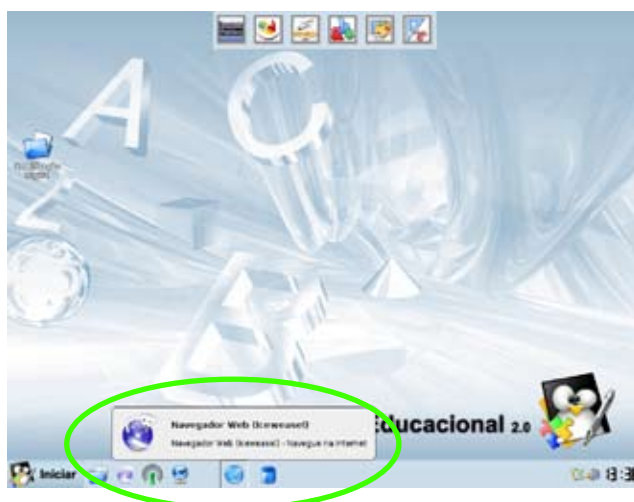 A
C
Z
A
Navegador Web (Iceweasel)
Navegador Web (Iceweasel) - Navegue na Internet
Educacional 2.0
Iniciar